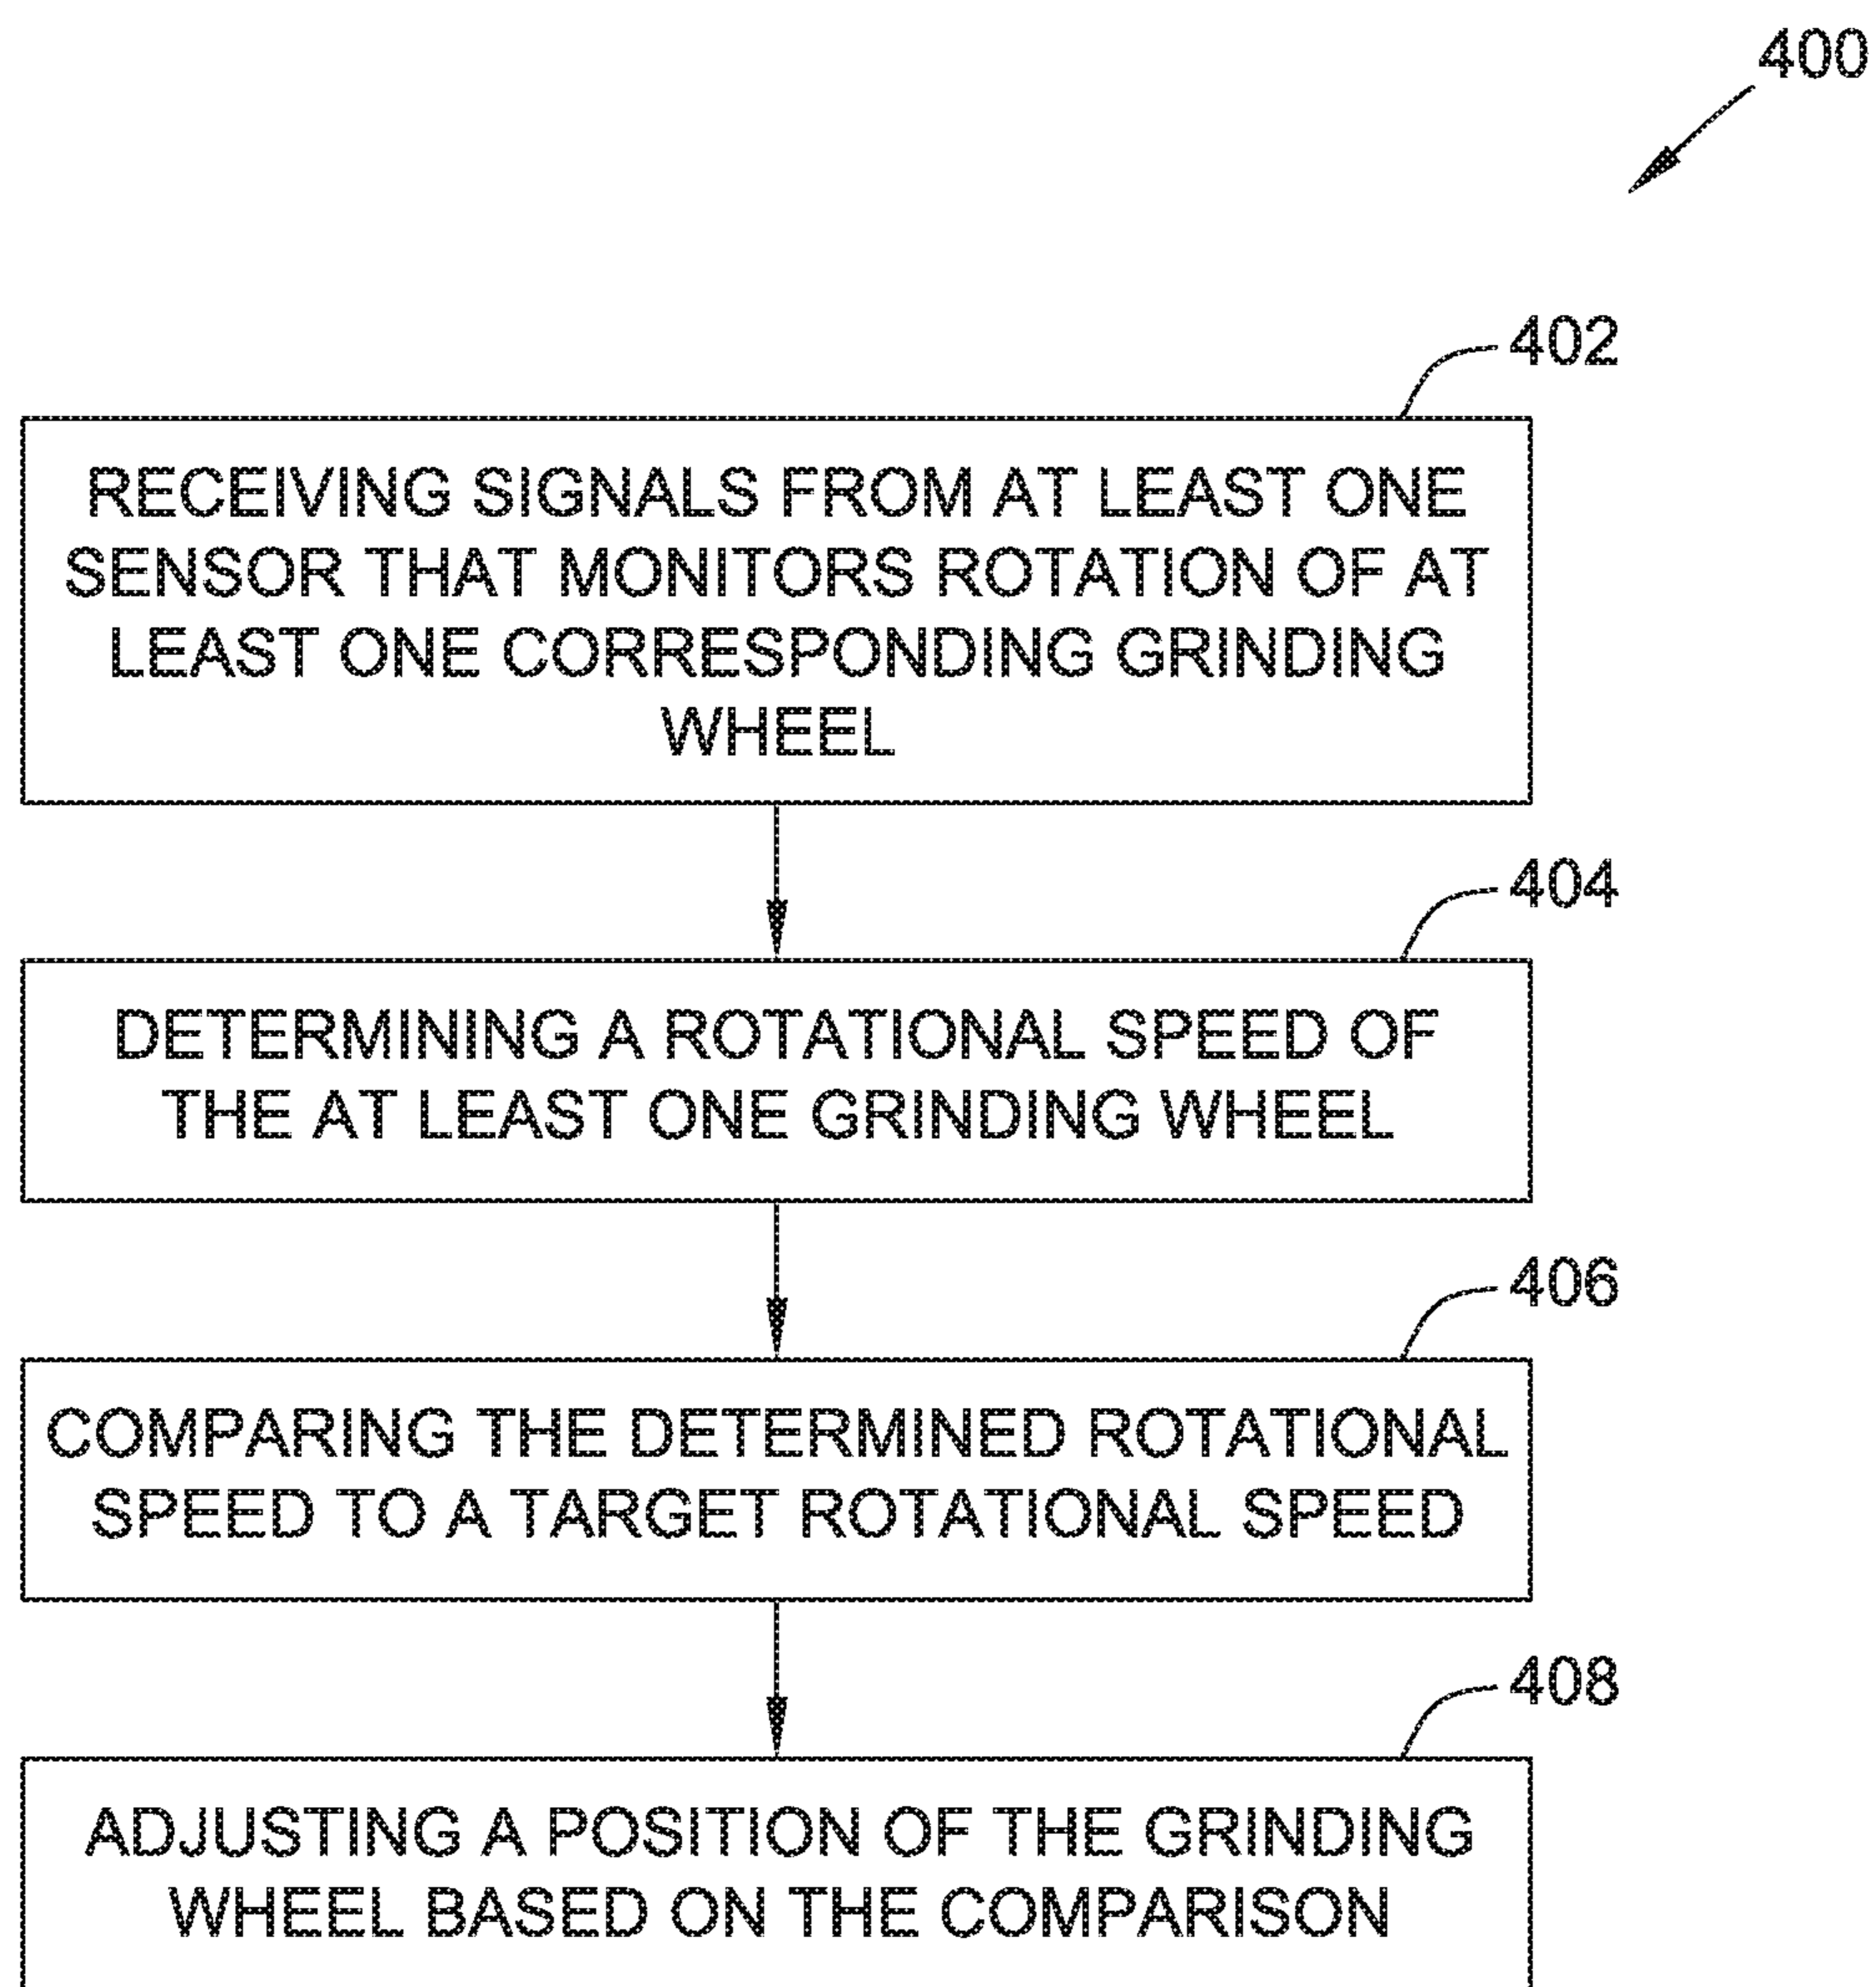 400
402
RECEIVING SIGNALS FROM AT LEAST ONE
SENSOR THAT MONITORS ROTATION OF AT
LEAST ONE CORRESPONDING GRINDING
WHEEL
404
DETERMINING A ROTATIONAL SPEED OF
THE AT LEAST ONE GRINDING WHEEL
406
COMPARING THE DETERMINED ROTATIONAL
SPEED TO A TARGET ROTATIONAL SPEED
408
ADJUSTING A POSITION OF THE GRINDING
WHEEL BASED ON THE COMPARISON